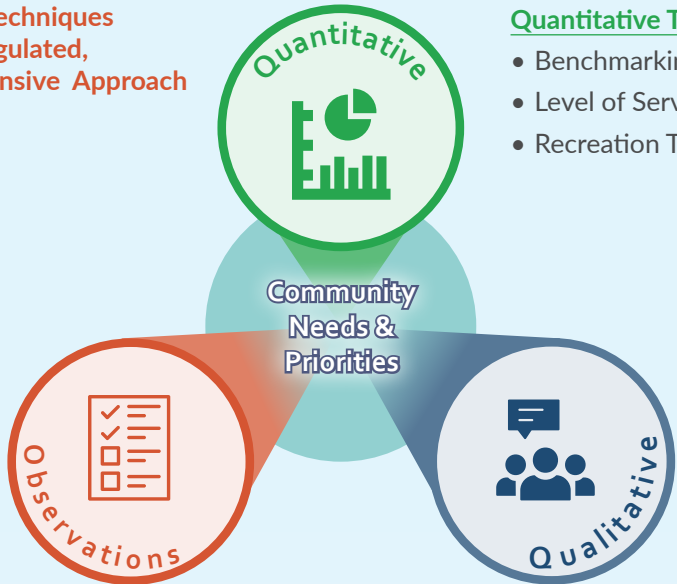 echniques
gulated,
nsive Approach
Quantitative
Quantitative T
• Benchmarkin
• Level of Serv
• Recreation T
Community
Needs &
Priorities
Observations
Qualitative